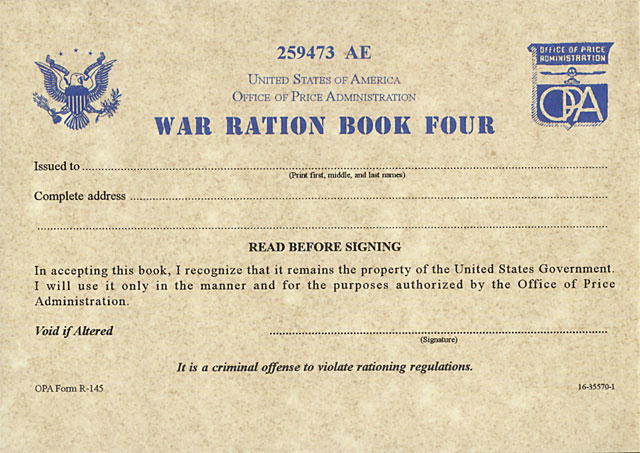 259473 AE
OFFICE OF PRICE
ADMINISTRATION
OPA
UNITED STATES OF AMERICA
OFFICE OF PRICE ADMINISTRATION
WAR RATION BOOK FOUR
Issued to
(Print first, middle, and last names)
Complete address
READ BEFORE SIGNING
In accepting this book, I recognize that it remains the property of the United States Government.
I will use it only in the manner and for the purposes authorized by the Office of Price
Administration.
Void if Altered
(Signature)
It is a criminal offense to violate rationing regulations.
OPA Form R-145
16-35570-1